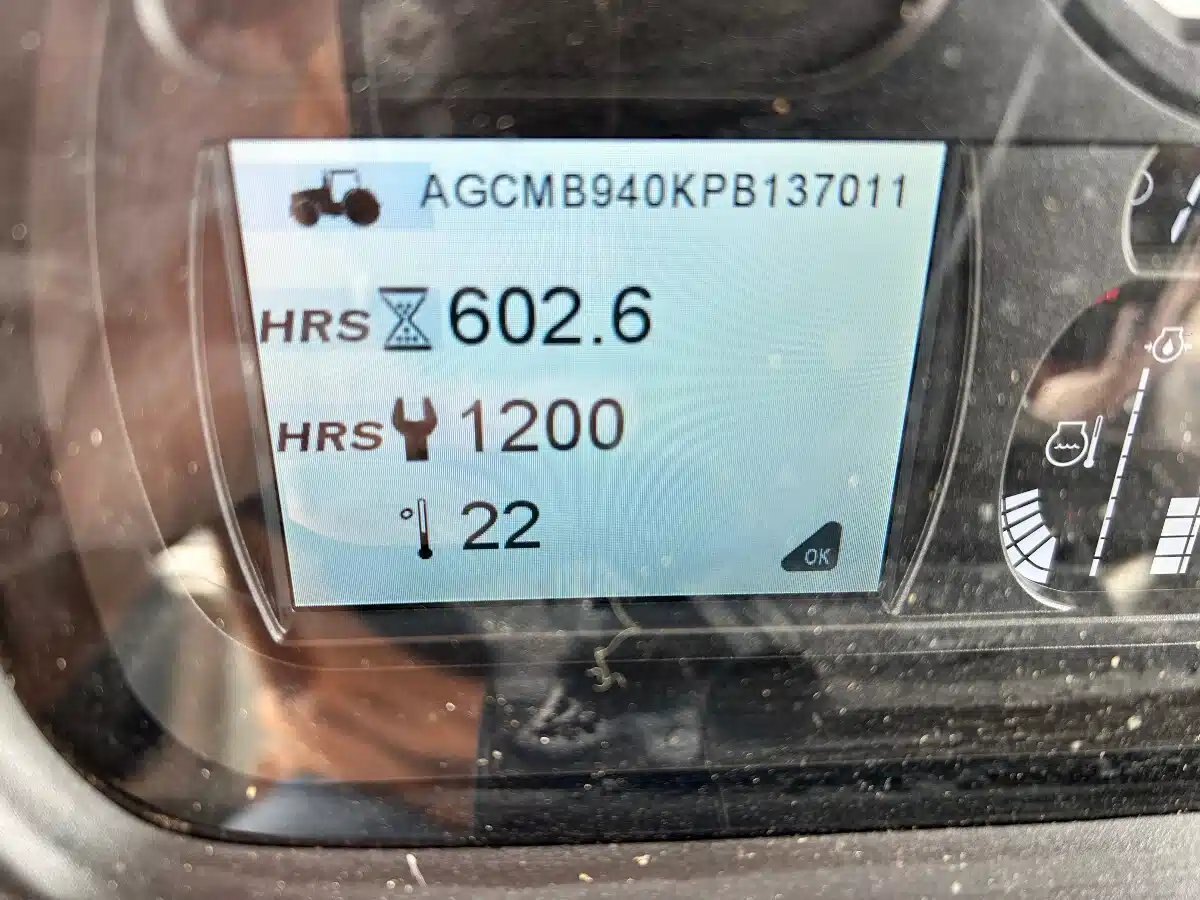 AGCMB940KPB137011
HRS 602.6
HRS 1200
° 22
OK